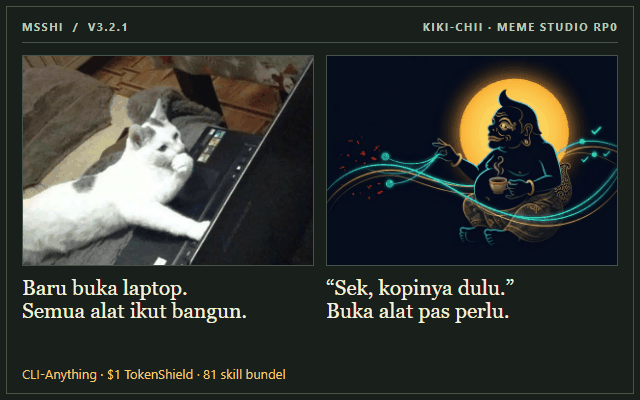 MSSHI / V3.2.1
KIKI-CHII · MEME STUDIO RP0
Baru buka laptop.
Semua alat ikut bangun.
“Sek, kopinya dulu.”
Buka alat pas perlu.
CLI-Anything · $1 TokenShield · 81 skill bundel